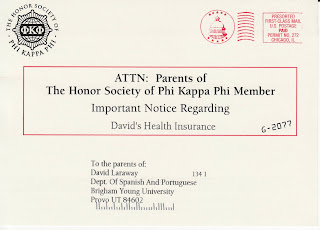 THE HONOR SOCIETY OF
ΦΚΦ
PHI KAPPA PHI
PRESORTED
FIRST-CLASS MAIL
U.S. POSTAGE
PAID
PERMIT NO. 272
CHICAGO, IL
ATTN: Parents of
The Honor Society of Phi Kappa Phi Member
Important Notice Regarding
David's Health Insurance
G-2077
To the parents of:
David Laraway 134 1
Dept. Of Spanish And Portuguese
Brigham Young University
Provo UT 84602